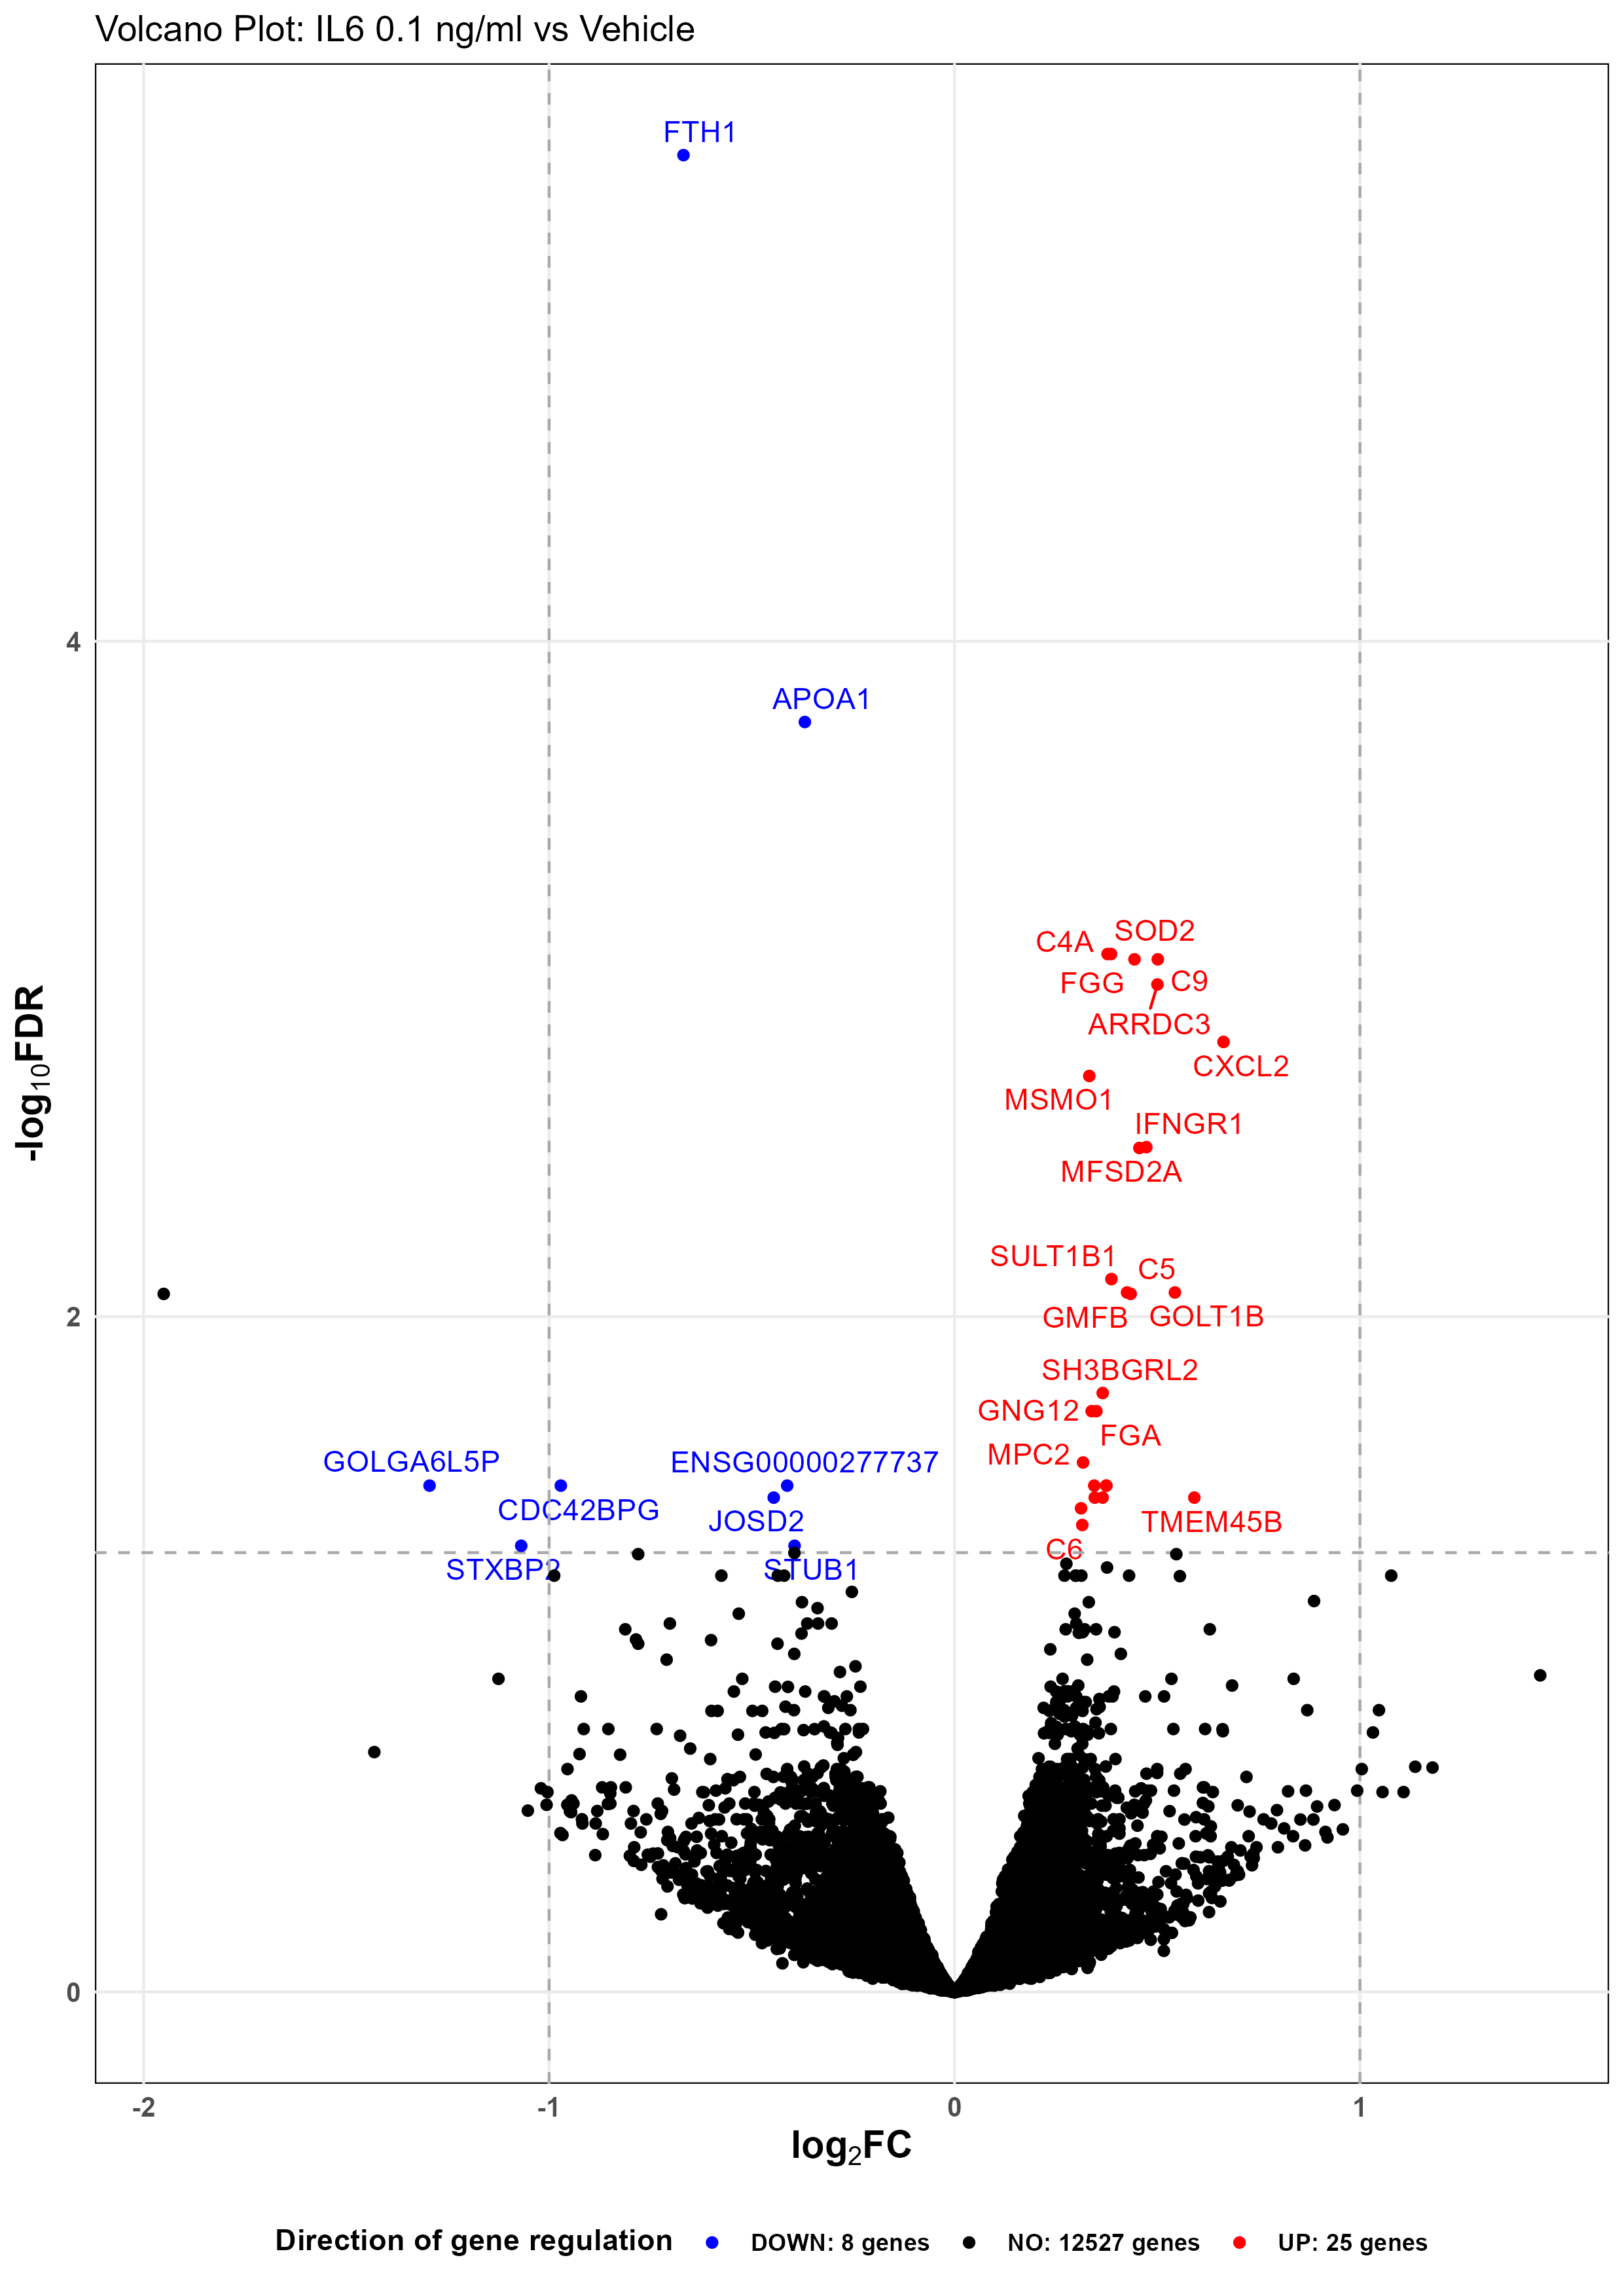 Volcano Plot: IL6 0.1 ng/ml vs Vehicle
FTH1
4
APOA1
SOD2
C4A
C9
FGG
ARRDC3
CXCL2
MSMO1
IFNGR1
MFSD2A
-log10FDR
SULT1B1
C5
2
GMFB
GOLT1B
SH3BGRL2
GNG12
FGA
MPC2
GOLGA6L5P
ENSG00000277737
CDC42BPG
JOSD2
TMEM45B
C6
STXBP2
STUB1
0
-2 -1 0 1
log2FC
Direction of gene regulation DOWN: 8 genes NO: 12527 genes UP: 25 genes